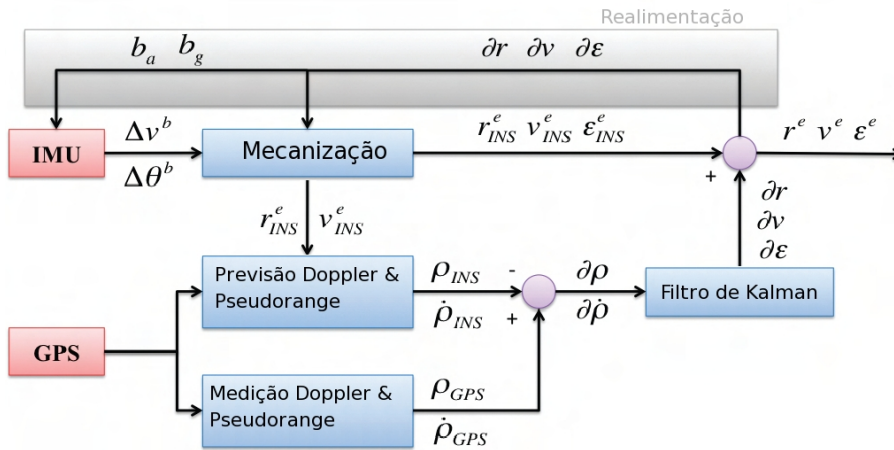 Realimentação
b_a b_g
∂r ∂v ∂ε
IMU
Δv^b
Δθ^b
Mecanização
r^e_INS v^e_INS ε^e_INS
+
r^e v^e ε^e
r^e_INS v^e_INS
∂r
∂v
∂ε
Previsão Doppler &
Pseudorange
ρ_INS
ρ̇_INS
-
+
∂ρ
∂ρ̇
Filtro de Kalman
GPS
Medição Doppler &
Pseudorange
ρ_GPS
ρ̇_GPS